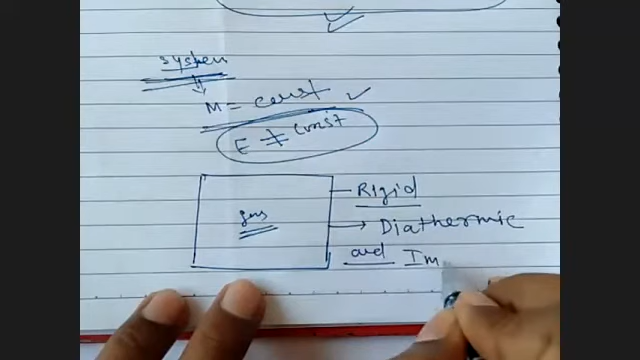 system
M = const
E ≠ const
gas
Rigid
Diathermic
and Im